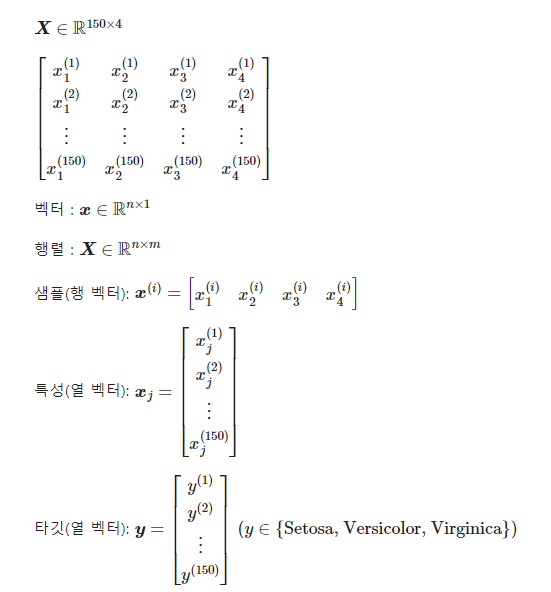 $\boldsymbol{X} \in \mathbb{R}^{150 \times 4}$
$\begin{bmatrix} x_1^{(1)} & x_2^{(1)} & x_3^{(1)} & x_4^{(1)} \\ x_1^{(2)} & x_2^{(2)} & x_3^{(2)} & x_4^{(2)} \\ \vdots & \vdots & \vdots & \vdots \\ x_1^{(150)} & x_2^{(150)} & x_3^{(150)} & x_4^{(150)} \end{bmatrix}$
벡터 : $\boldsymbol{x} \in \mathbb{R}^{n \times 1}$
행렬 : $\boldsymbol{X} \in \mathbb{R}^{n \times m}$
샘플(행 벡터): $\boldsymbol{x}^{(i)} = \begin{bmatrix} x_1^{(i)} & x_2^{(i)} & x_3^{(i)} & x_4^{(i)} \end{bmatrix}$
특성(열 벡터): $\boldsymbol{x}_j = \begin{bmatrix} x_j^{(1)} \\ x_j^{(2)} \\ \vdots \\ x_j^{(150)} \end{bmatrix}$
타깃(열 벡터): $\boldsymbol{y} = \begin{bmatrix} y^{(1)} \\ y^{(2)} \\ \vdots \\ y^{(150)} \end{bmatrix}$ $(y \in \{\text{Setosa, Versicolor, Virginica}\})$